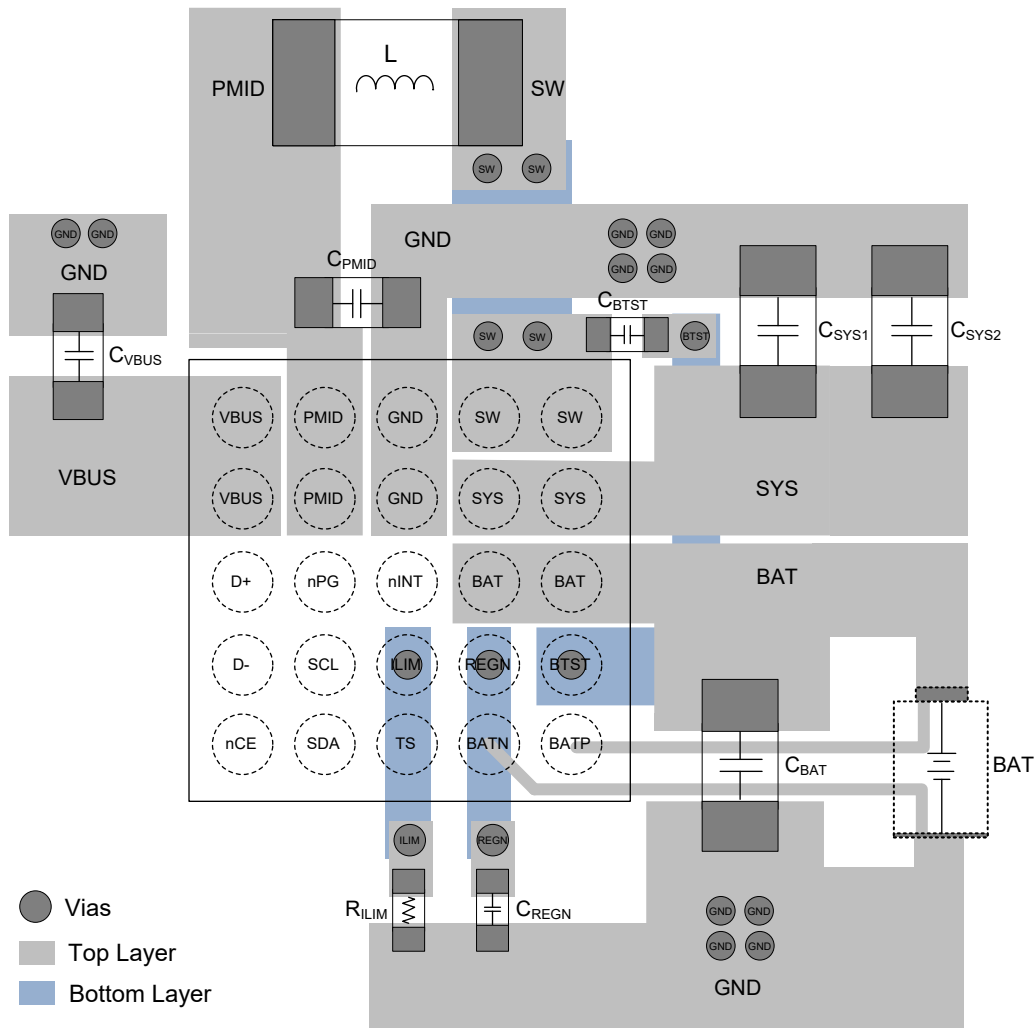 L
PMID
SW
SW SW
GND GND
GND
GND
GND GND
GND GND
CPMID
CBTST
CVBUS
SW SW
BTST
CSYS1
CSYS2
VBUS PMID GND SW SW
VBUS
SYS
VBUS PMID GND SYS SYS
D+ nPG nINT BAT BAT
BAT
D- SCL ILIM REGN BTST
nCE SDA TS BATN BATP
CBAT
BAT
ILIM
REGN
RILIM
CREGN
GND GND
GND GND
GND
Vias
Top Layer
Bottom Layer